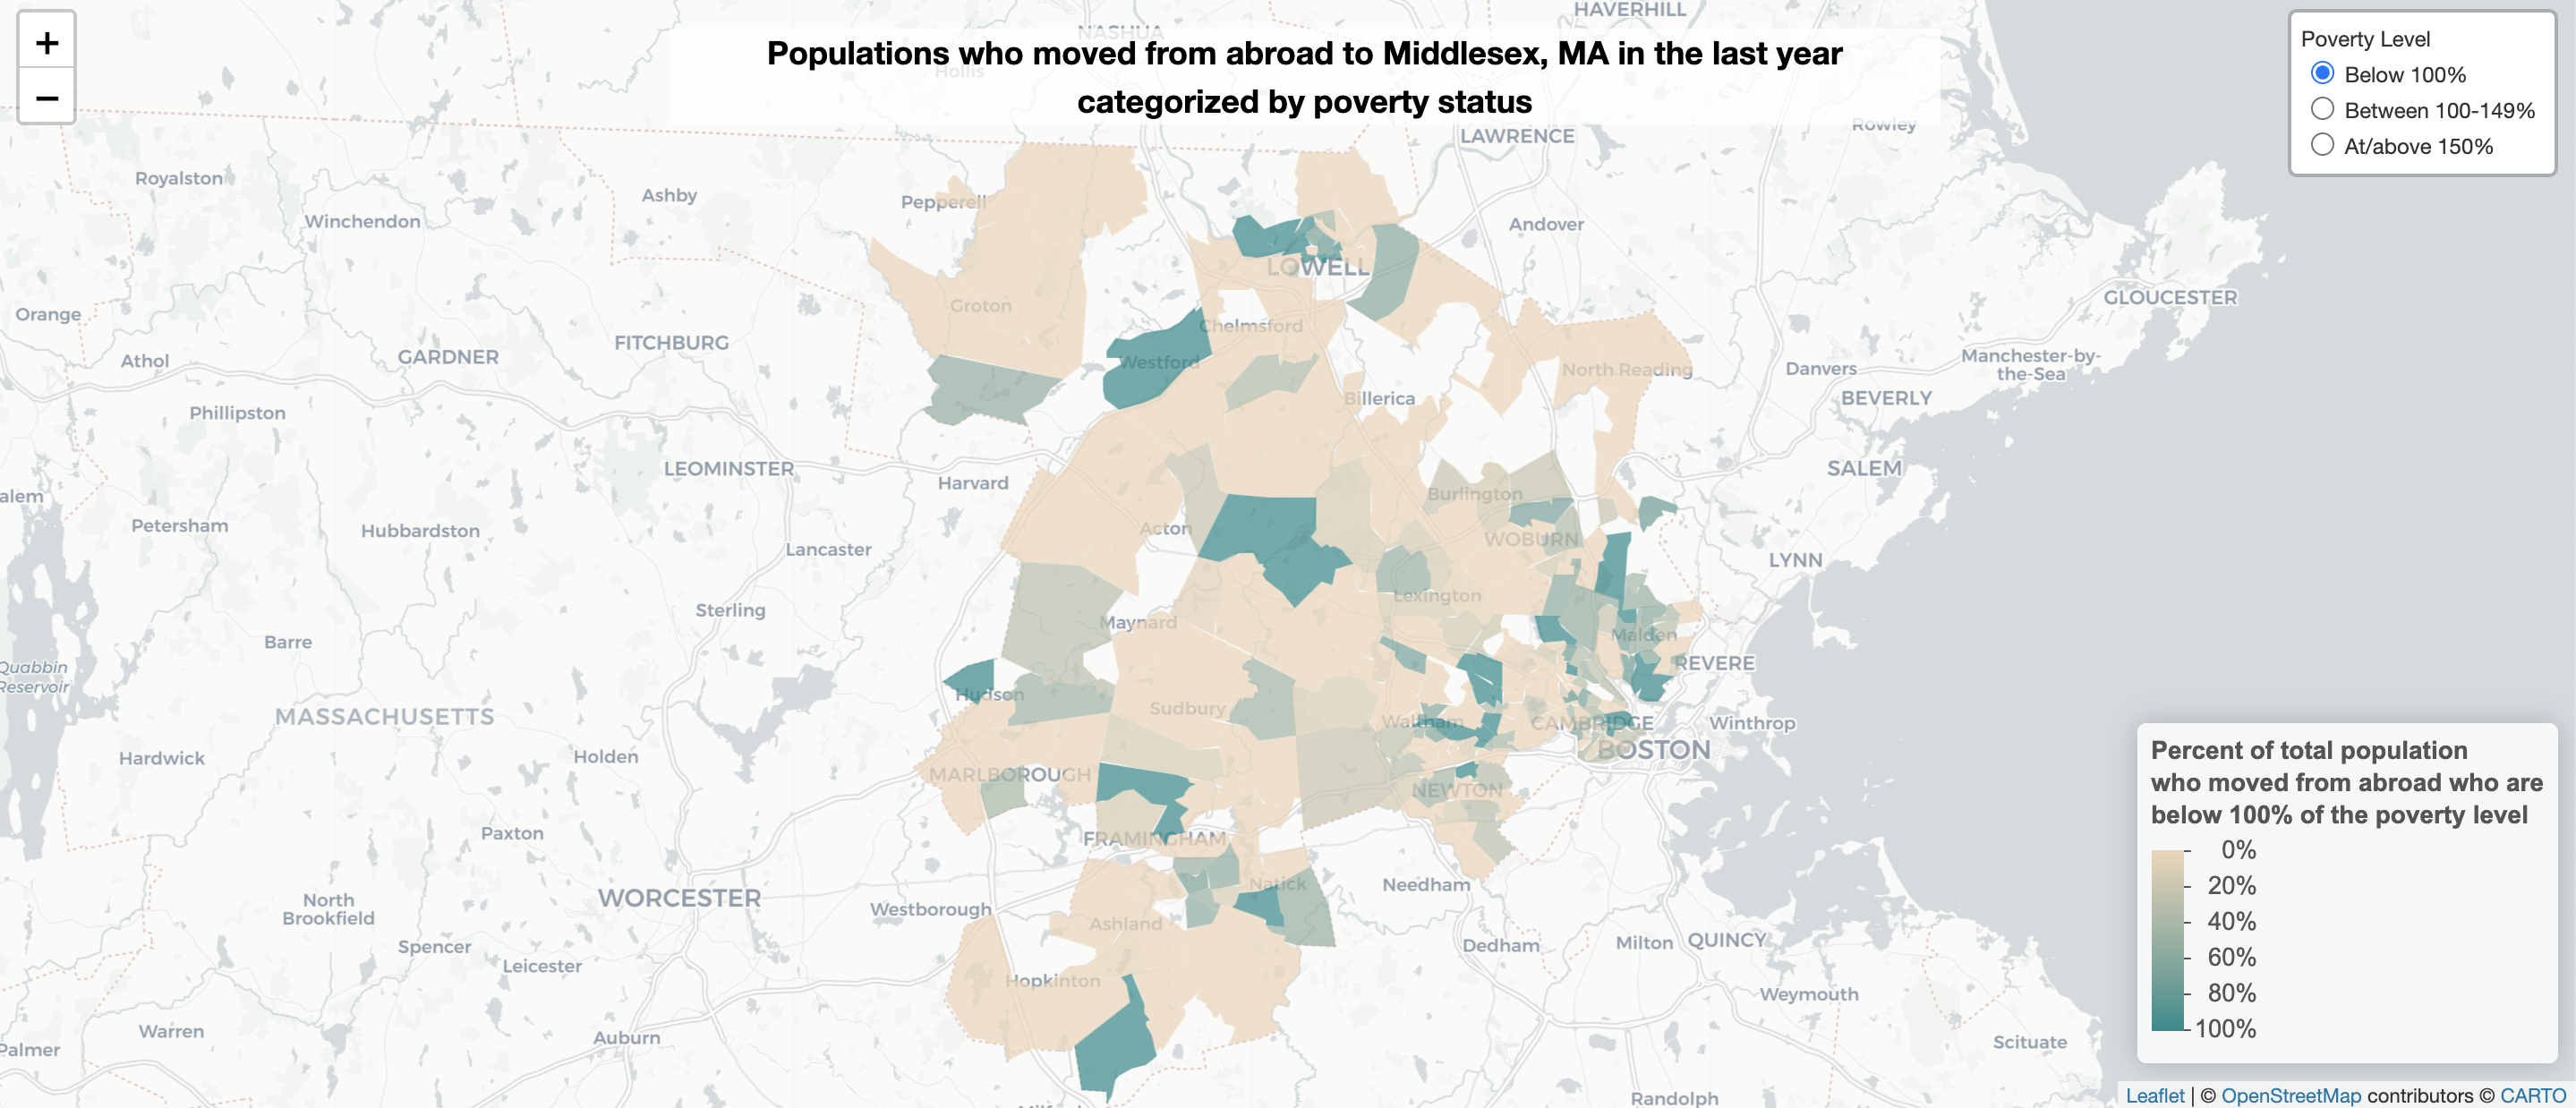 +
−
Populations who moved from abroad to Middlesex, MA in the last year
categorized by poverty status
Poverty Level
Below 100%
Between 100-149%
At/above 150%
HAVERHILL
NASHUA
Hollis
LAWRENCE
Rowley
Royalston
Ashby
Pepperell
Winchendon
Andover
LOWELL
GLOUCESTER
Orange
Groton
Chelmsford
FITCHBURG
GARDNER
Athol
Westford
North Reading
Danvers
Manchester-by-
the-Sea
Billerica
BEVERLY
Phillipston
LEOMINSTER
Harvard
SALEM
alem
Burlington
Petersham
Hubbardston
Acton
WOBURN
Lancaster
LYNN
Lexington
Sterling
Maynard
Malden
Barre
REVERE
Quabbin
Reservoir
Hudson
MASSACHUSETTS
Sudbury
Waltham
CAMBRIDGE
Winthrop
BOSTON
Hardwick
Holden
MARLBOROUGH
NEWTON
Paxton
FRAMINGHAM
Natick
Needham
WORCESTER
North
Brookfield
Westborough
Ashland
Spencer
Dedham
Milton
QUINCY
Leicester
Hopkinton
Weymouth
Warren
Auburn
Palmer
Scituate
Randolph
Percent of total population
who moved from abroad who are
below 100% of the poverty level
0%
20%
40%
60%
80%
100%
Leaflet | © OpenStreetMap contributors © CARTO